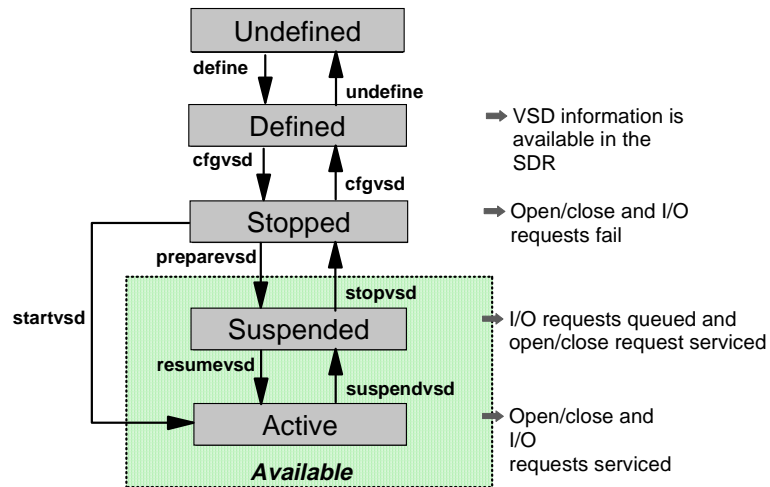 Undefined
define
undefine
Defined
VSD information is
available in the
SDR
cfgvsd
cfgvsd
Stopped
Open/close and I/O
requests fail
preparevsd
stopvsd
startvsd
Suspended
I/O requests queued and
open/close request serviced
resumevsd
suspendvsd
Active
Open/close and
I/O
requests serviced
Available